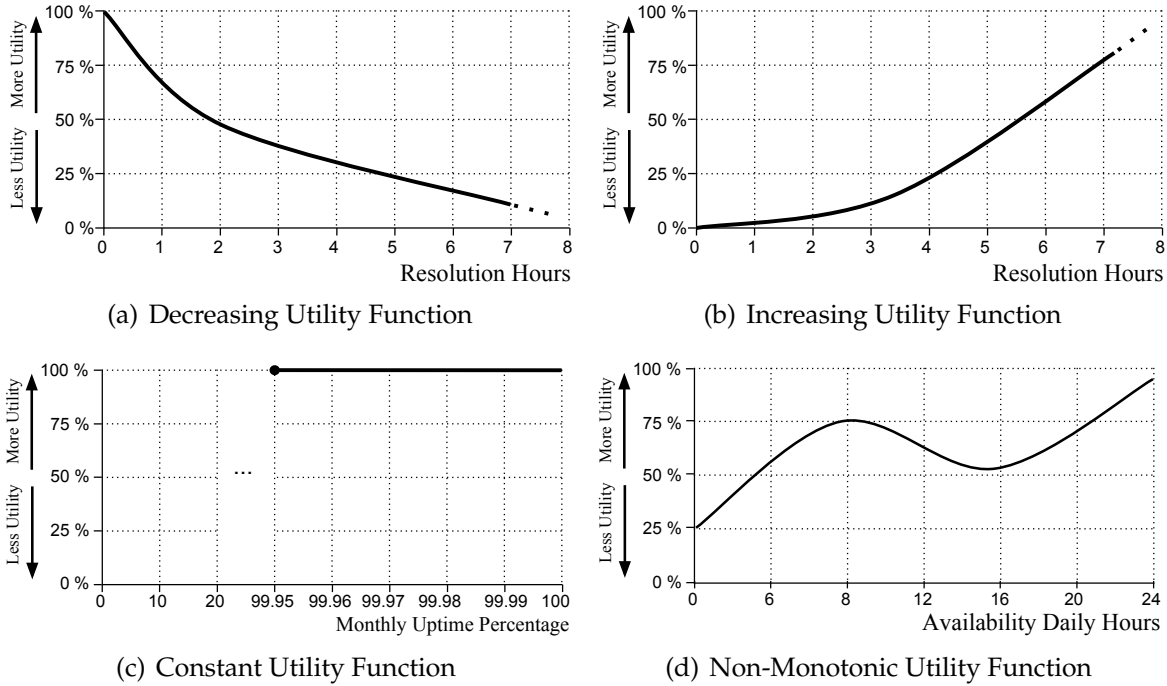 100 %
75 %
50 %
25 %
0 %
More Utility
Less Utility
0 1 2 3 4 5 6 7 8
Resolution Hours
(a) Decreasing Utility Function
100 %
75 %
50 %
25 %
0 %
More Utility
Less Utility
0 1 2 3 4 5 6 7 8
Resolution Hours
(b) Increasing Utility Function
100 %
75 %
50 %
25 %
0 %
More Utility
Less Utility
...
0 10 20 99.95 99.96 99.97 99.98 99.99 100
Monthly Uptime Percentage
(c) Constant Utility Function
100 %
75 %
50 %
25 %
0 %
More Utility
Less Utility
0 6 8 12 16 20 24
Availability Daily Hours
(d) Non-Monotonic Utility Function